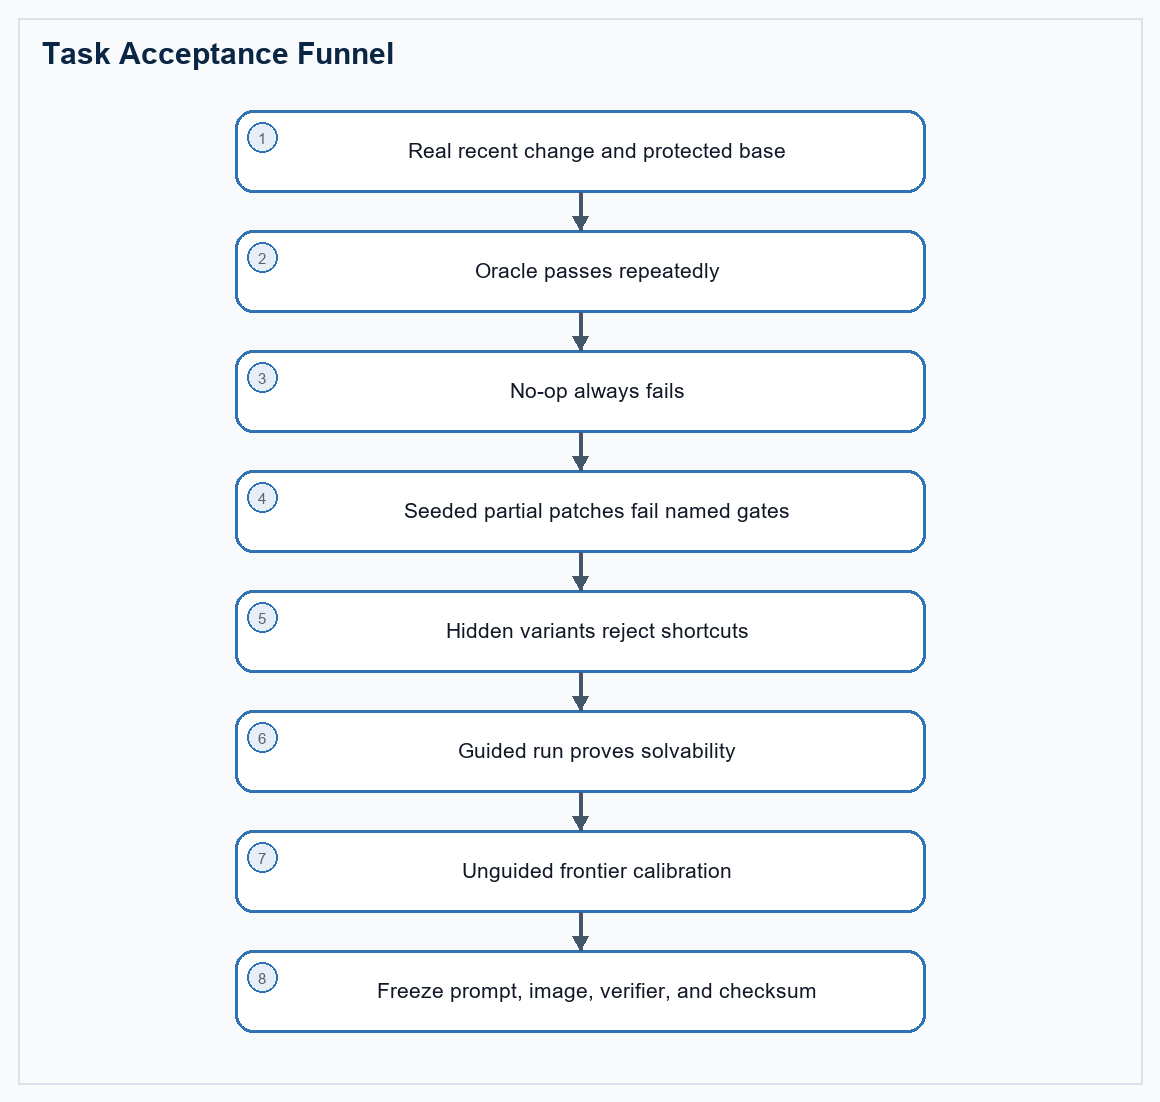 Task Acceptance Funnel
1
Real recent change and protected base
2
Oracle passes repeatedly
3
No-op always fails
4
Seeded partial patches fail named gates
5
Hidden variants reject shortcuts
6
Guided run proves solvability
7
Unguided frontier calibration
8
Freeze prompt, image, verifier, and checksum